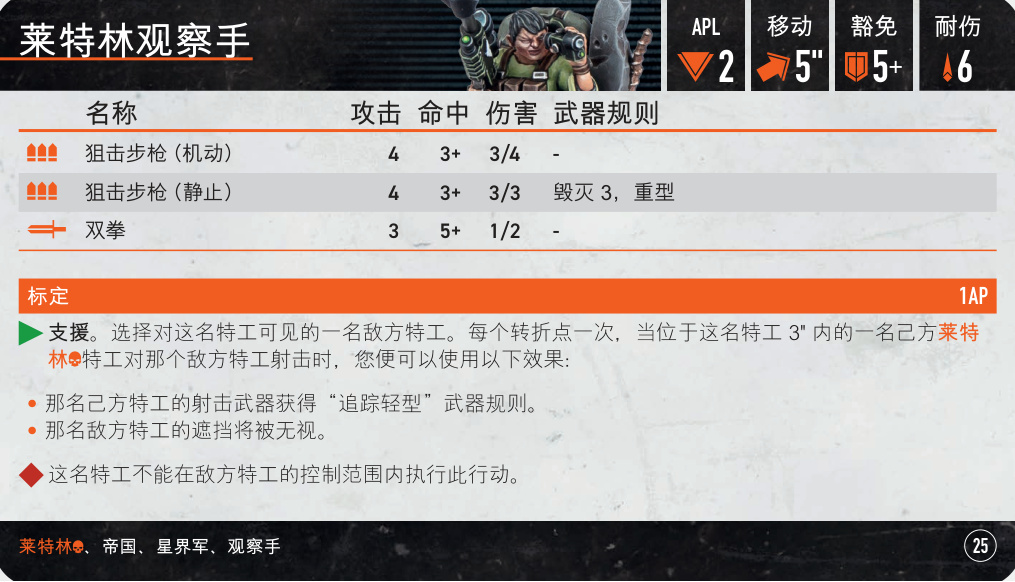 莱特林观察手
APL 移动 豁免 耐伤
2 5" 5+ 6
名称 攻击 命中 伤害 武器规则
狙击步枪（机动） 4 3+ 3/4 -
狙击步枪（静止） 4 3+ 3/3 毁灭 3，重型
双拳 3 5+ 1/2 -
标定 1AP
支援。选择对这名特工可见的一名敌方特工。每个转折点一次，当位于这名特工 3" 内的一名己方莱特
林特工对那个敌方特工射击时，您便可以使用以下效果:
• 那名己方特工的射击武器获得“追踪轻型”武器规则。
• 那名敌方特工的遮挡将被无视。
这名特工不能在敌方特工的控制范围内执行此行动。
莱特林、帝国、星界军、观察手 25